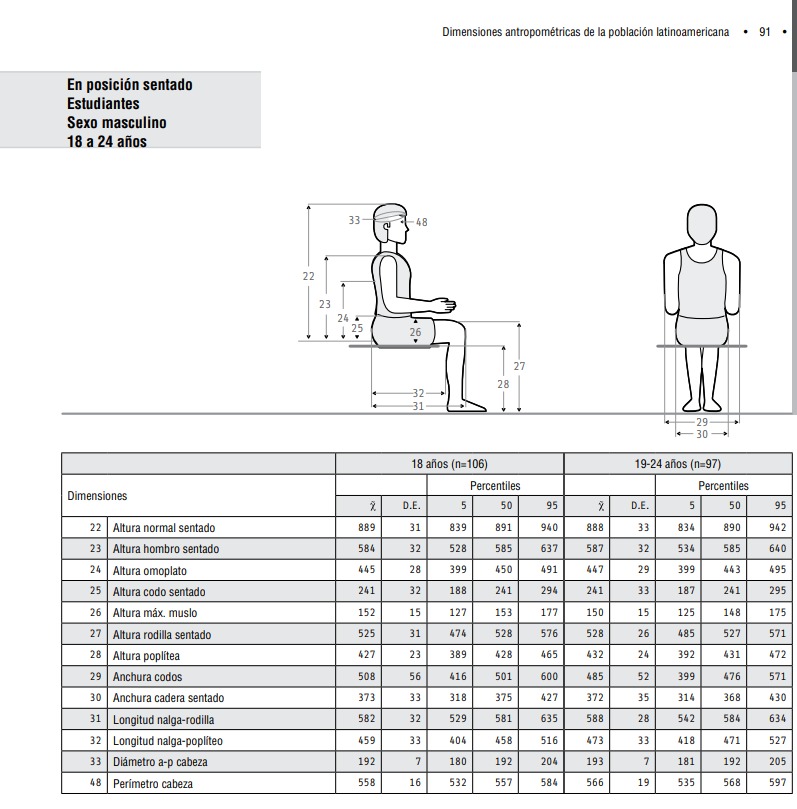 Dimensiones antropométricas de la población latinoamericana • 91 •
En posición sentado
Estudiantes
Sexo masculino
18 a 24 años
33
48
22
23
24
25
26
27
28
32
31
29
30
18 años (n=106) 19-24 años (n=97)
Dimensiones Percentiles Percentiles
x̄ D.E. 5 50 95 x̄ D.E. 5 50 95
22 Altura normal sentado 889 31 839 891 940 888 33 834 890 942
23 Altura hombro sentado 584 32 528 585 637 587 32 534 585 640
24 Altura omoplato 445 28 399 450 491 447 29 399 443 495
25 Altura codo sentado 241 32 188 241 294 241 33 187 241 295
26 Altura máx. muslo 152 15 127 153 177 150 15 125 148 175
27 Altura rodilla sentado 525 31 474 528 576 528 26 485 527 571
28 Altura poplítea 427 23 389 428 465 432 24 392 431 472
29 Anchura codos 508 56 416 501 600 485 52 399 476 571
30 Anchura cadera sentado 373 33 318 375 427 372 35 314 368 430
31 Longitud nalga-rodilla 582 32 529 581 635 588 28 542 584 634
32 Longitud nalga-poplíteo 459 33 404 458 516 473 33 418 471 527
33 Diámetro a-p cabeza 192 7 180 192 204 193 7 181 192 205
48 Perímetro cabeza 558 16 532 557 584 566 19 535 568 597